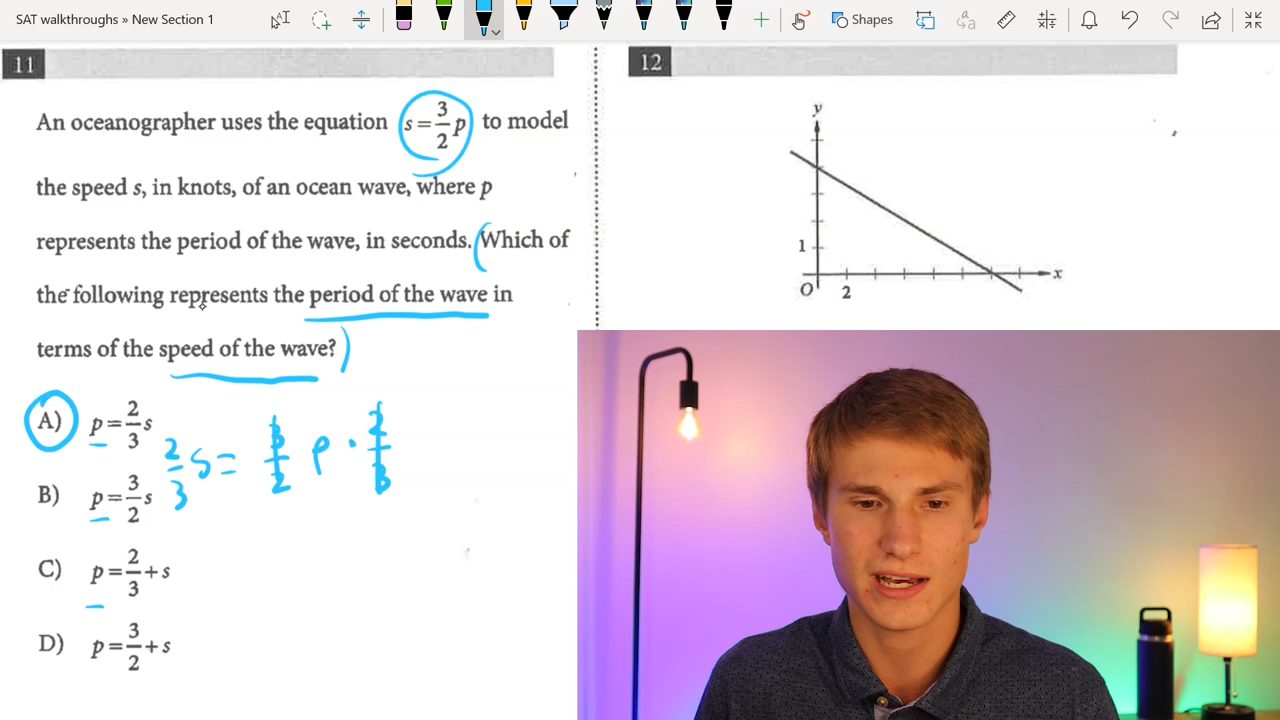 SAT walkthroughs » New Section 1
Shapes
11
An oceanographer uses the equation s = 3/2 p to model
the speed s, in knots, of an ocean wave, where p
represents the period of the wave, in seconds. Which of
the following represents the period of the wave in
terms of the speed of the wave?
A) p = 2/3 s
B) p = 3/2 s
C) p = 2/3 + s
D) p = 3/2 + s
2/3 s = 3/2 p · 2/3
12
y
1
O
2
x